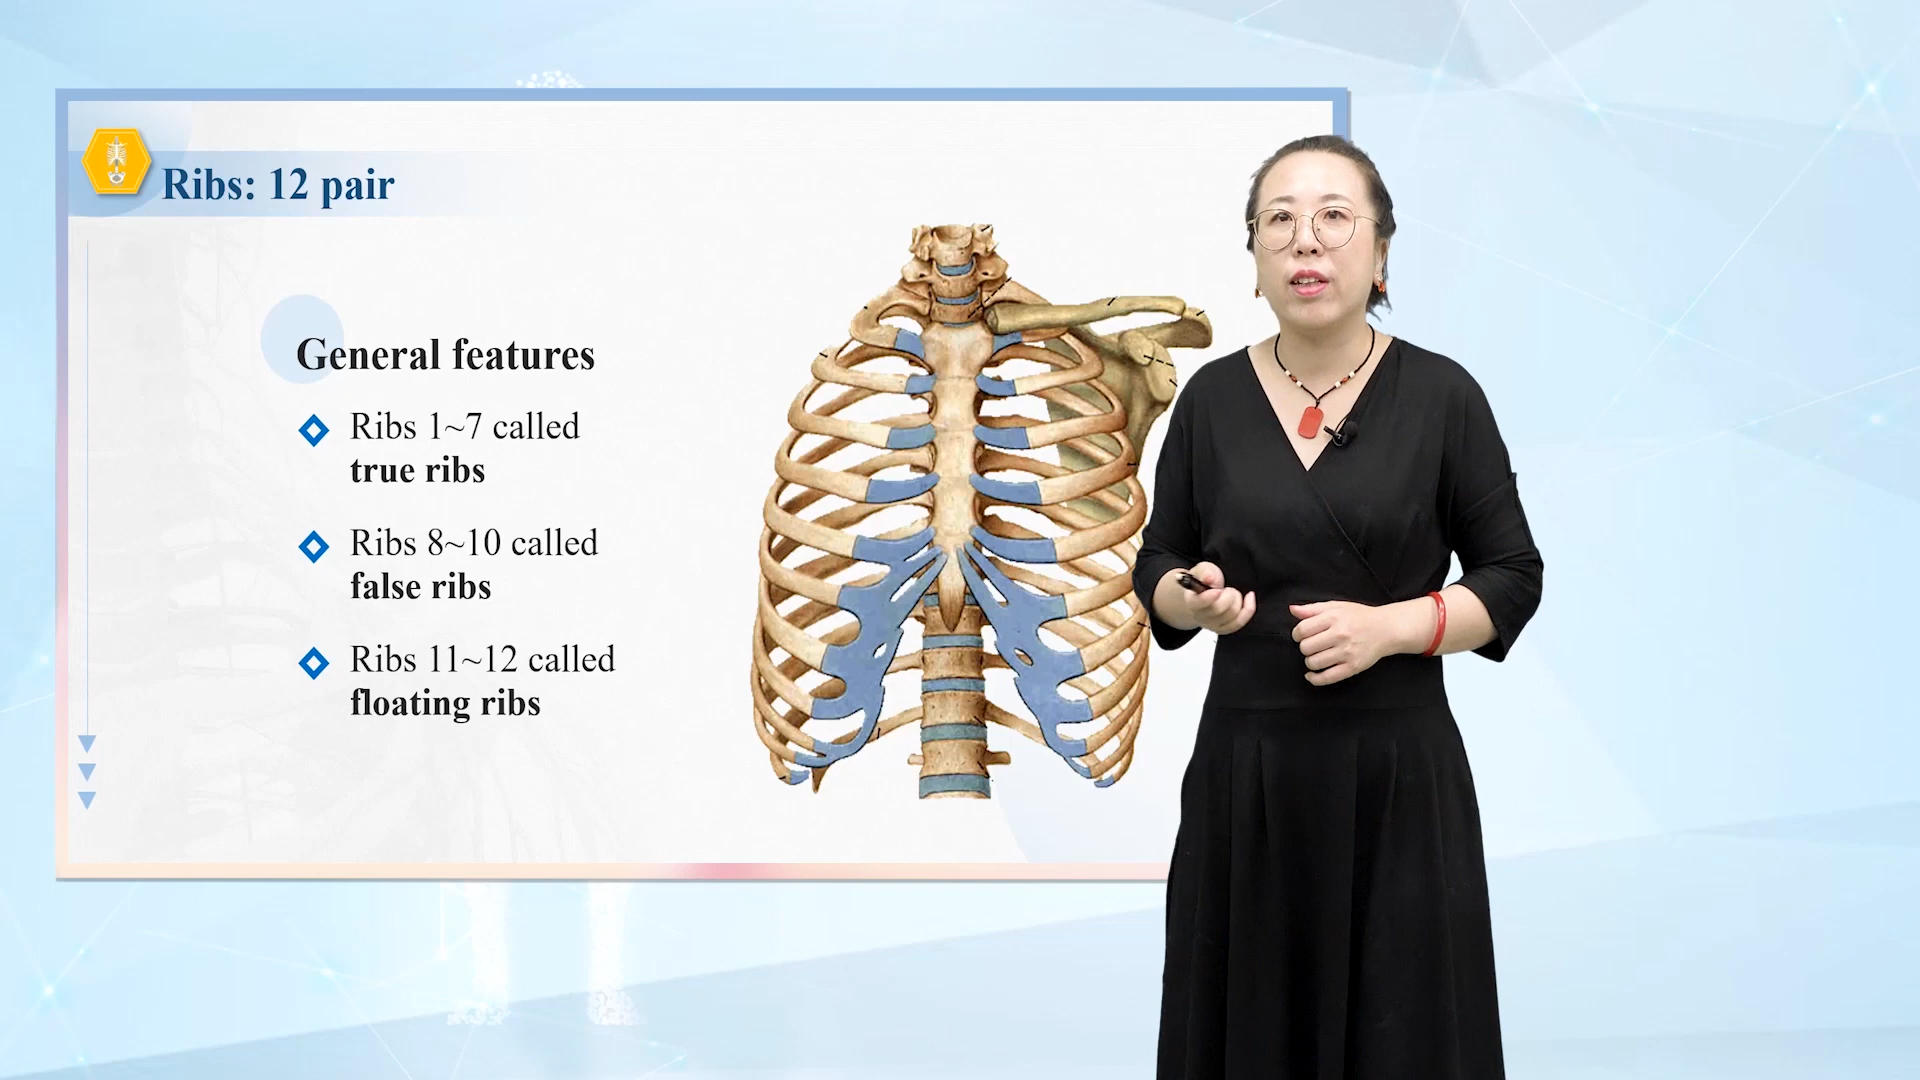 Ribs: 12 pair
General features
Ribs 1~7 called
true ribs
Ribs 8~10 called
false ribs
Ribs 11~12 called
floating ribs